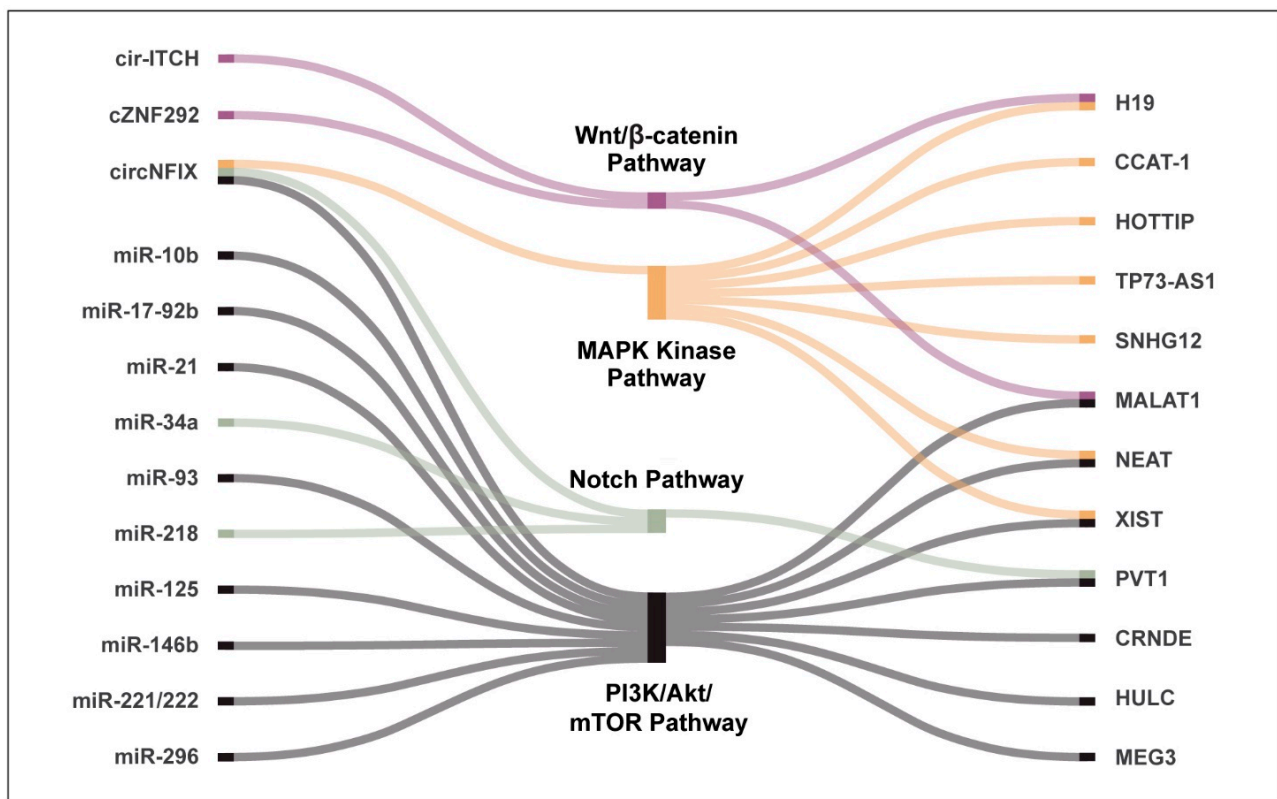 cir-ITCH
cZNF292
circNFIX
miR-10b
miR-17-92b
miR-21
miR-34a
miR-93
miR-218
miR-125
miR-146b
miR-221/222
miR-296
Wnt/β-catenin
Pathway
MAPK Kinase
Pathway
Notch Pathway
PI3K/Akt/
mTOR Pathway
H19
CCAT-1
HOTTIP
TP73-AS1
SNHG12
MALAT1
NEAT
XIST
PVT1
CRNDE
HULC
MEG3